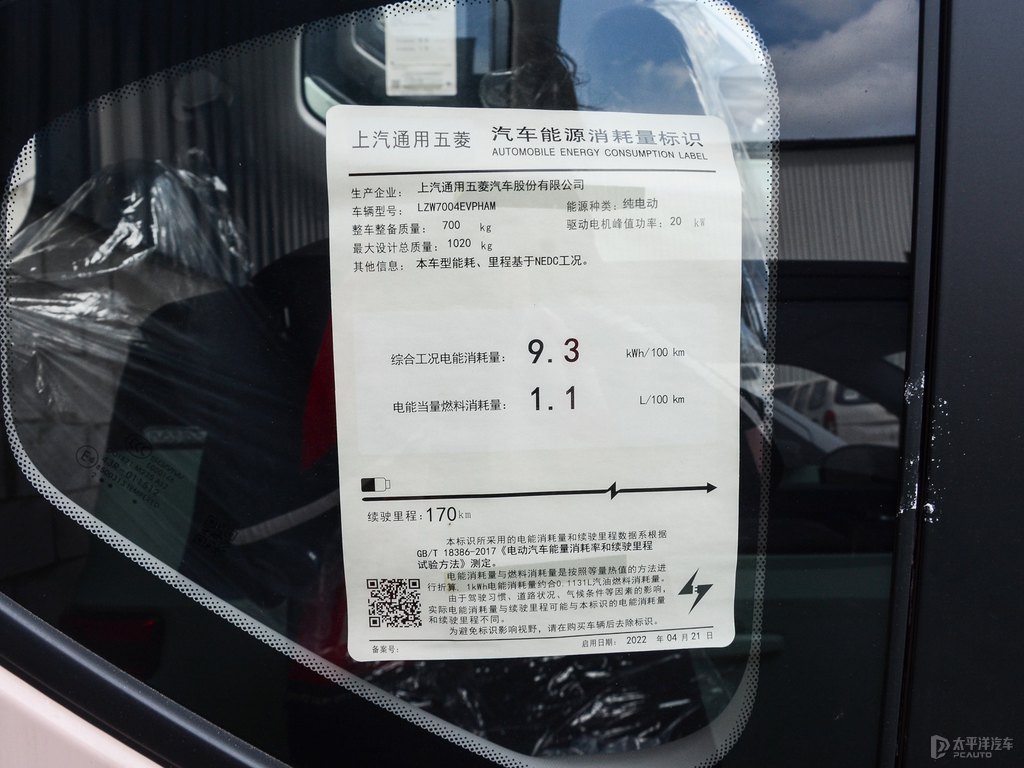 上汽通用五菱 汽车能源消耗量标识
AUTOMOBILE ENERGY CONSUMPTION LABEL
生产企业： 上汽通用五菱汽车股份有限公司
车辆型号： LZW7004EVPHAM 能源种类：纯电动
整车整备质量： 700 kg 驱动电机峰值功率： 20 kW
最大设计总质量： 1020 kg
其他信息： 本车型能耗、里程基于NEDC工况。
综合工况电能消耗量： 9.3 kWh/100 km
电能当量燃料消耗量： 1.1 L/100 km
续驶里程：170km
本标识所采用的电能消耗量和续驶里程数据系根据
GB/T 18386-2017《电动汽车能量消耗率和续驶里程
试验方法》测定。
电能消耗量与燃料消耗量是按照等量热值的方法进
行折算，1kWh电能消耗量约合0.1131L汽油燃料消耗量。
由于驾驶习惯、道路状况、气候条件等因素的影响，
实际电能消耗量与续驶里程可能与本标识的电能消耗量
和续驶里程不同。
为避免标识影响视野，请在购买车辆后去除标识。
备案号： 启用日期： 2022 年 04 月 21 日
太平洋汽车
PCAUTO